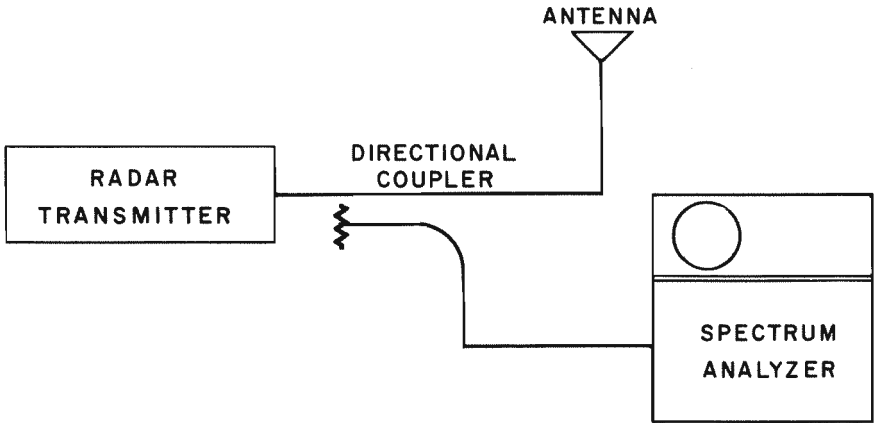 ANTENNA
DIRECTIONAL
COUPLER
RADAR
TRANSMITTER
SPECTRUM
ANALYZER